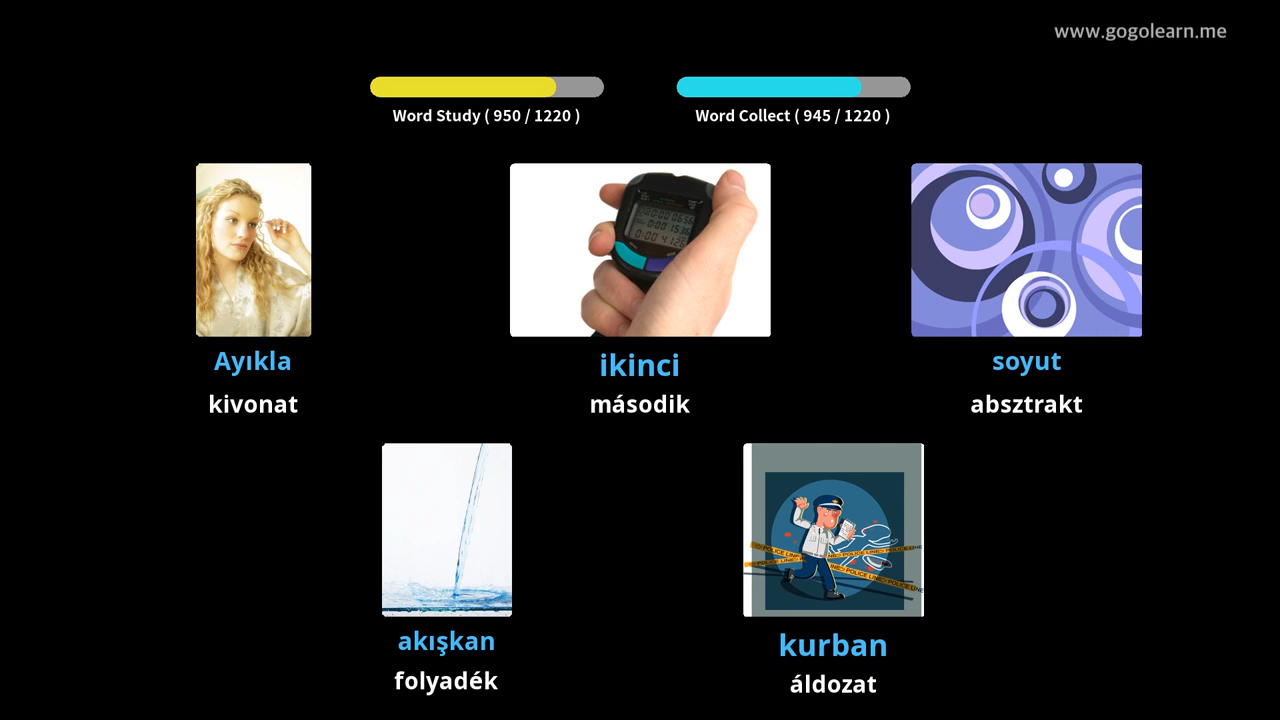 www.gogolearn.me
Word Study ( 950 / 1220 )
Word Collect ( 945 / 1220 )
Ayıkla
kivonat
ikinci
második
soyut
absztrakt
akışkan
folyadék
kurban
áldozat